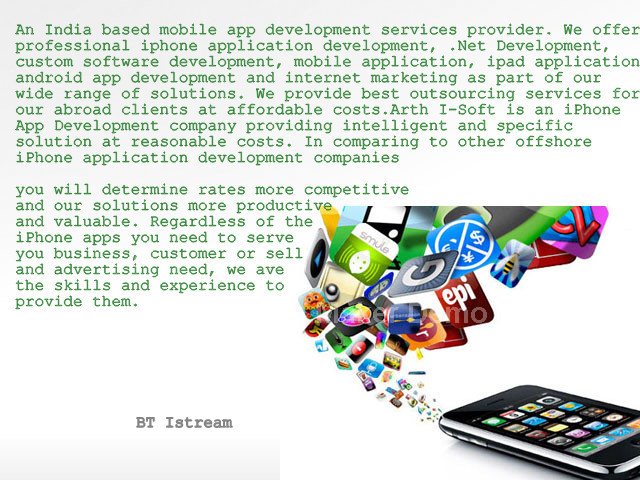 An India based mobile app development services provider. We offer
professional iphone application development, .Net Development,
custom software development, mobile application, ipad application
android app development and internet marketing as part of our
wide range of solutions. We provide best outsourcing services for
our abroad clients at affordable costs.Arth I-Soft is an iPhone
App Development company providing intelligent and specific
solution at reasonable costs. In comparing to other offshore
iPhone application development companies
you will determine rates more competitive
and our solutions more productive
and valuable. Regardless of the
iPhone apps you need to serve
you business, customer or sell
and advertising need, we ave
the skills and experience to
provide them.
smule
epi
Demo
BT Istream